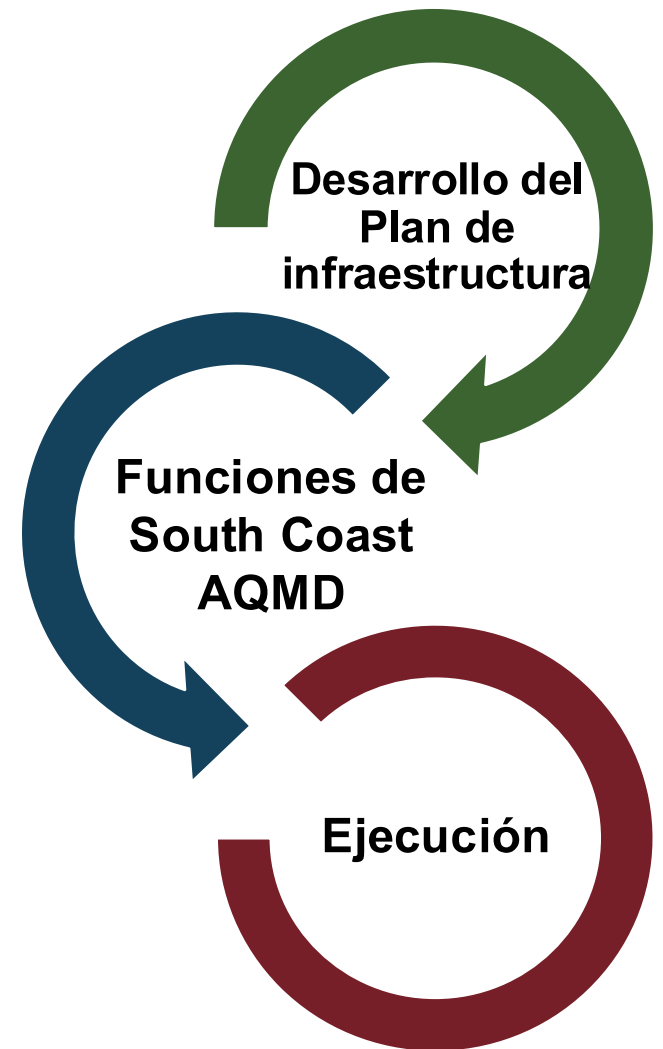 Desarrollo del
Plan de
infraestructura
Funciones de
South Coast
AQMD
Ejecución